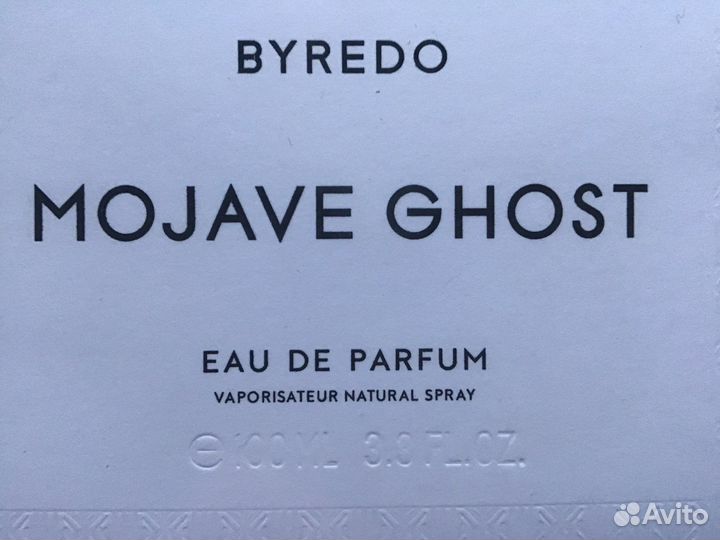 BYREDO
MOJAVE GHOST
EAU DE PARFUM
VAPORISATEUR NATURAL SPRAY
℮ 100 ML 3.3 FL.OZ.
Avito